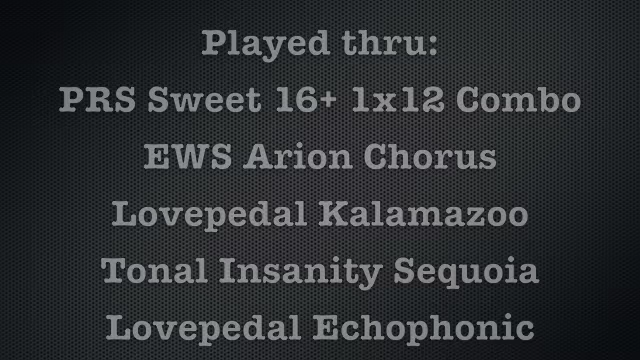 Played thru:
PRS Sweet 16+ 1x12 Combo
EWS Arion Chorus
Lovepedal Kalamazoo
Tonal Insanity Sequoia
Lovepedal Echophonic